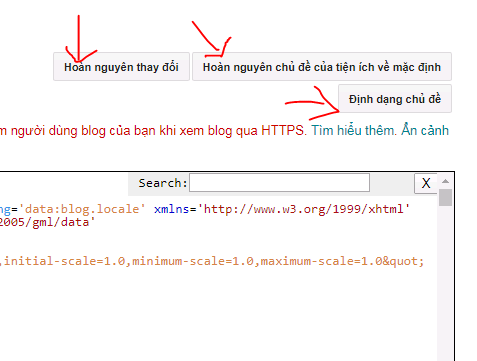 Hoàn nguyên thay đổi Hoàn nguyên chủ đề của tiện ích về mặc định
Định dạng chủ đề
m người dùng blog của bạn khi xem blog qua HTTPS. Tìm hiểu thêm. Ẩn cảnh
Search: X
ng='data:blog.locale' xmlns='http://www.w3.org/1999/xhtml'
2005/gml/data'
,initial-scale=1.0,minimum-scale=1.0,maximum-scale=1.0&quot;